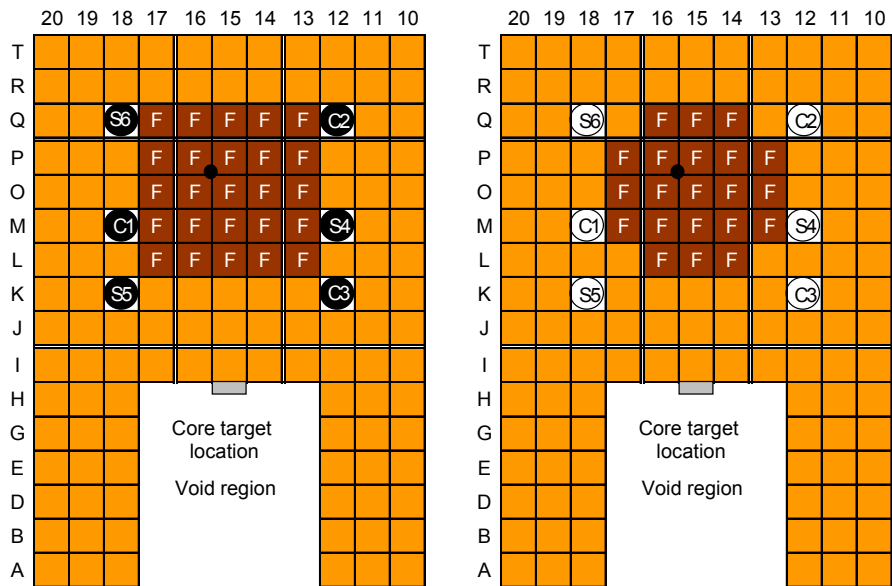 20 19 18 17 16 15 14 13 12 11 10 20 19 18 17 16 15 14 13 12 11 10
T T
R R
Q S6 F F F F F C2 Q S6 F F F C2
P F F F F F P F F F F F
O F F F F F O F F F F F
M C1 F F F F F S4 M C1 F F F F F S4
L F F F F F L F F F
K S5 C3 K S5 C3
J J
I I
H H
G Core target G Core target
location location
E E
Void region Void region
D D
B B
A A